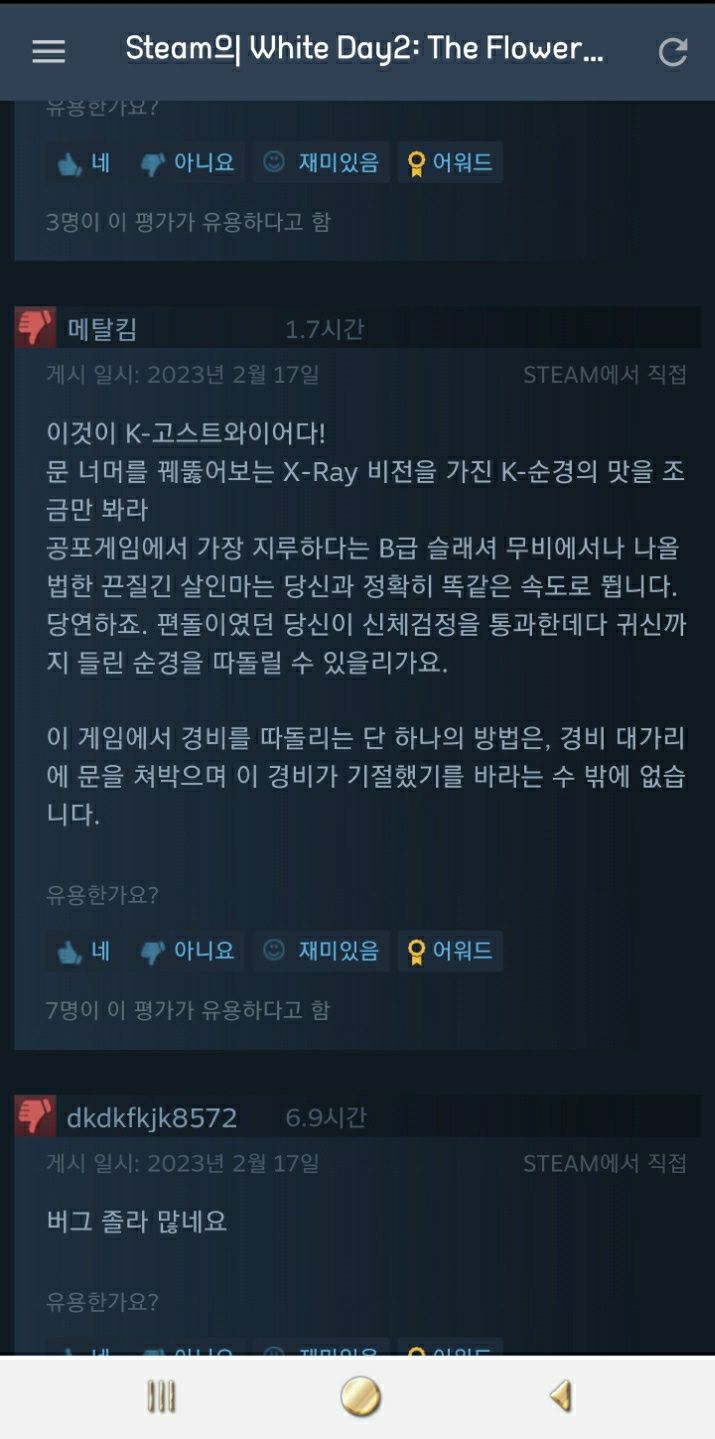 Steam의 White Day2: The Flower...
유용한가요?
네 아니요 재미있음 어워드
3명이 이 평가가 유용하다고 함
메탈킴 1.7시간
게시 일시: 2023년 2월 17일 STEAM에서 직접
이것이 K-고스트와이어다!
문 너머를 꿰뚫어보는 X-Ray 비전을 가진 K-순경의 맛을 조
금만 봐라
공포게임에서 가장 지루하다는 B급 슬래셔 무비에서나 나올
법한 끈질긴 살인마는 당신과 정확히 똑같은 속도로 뜁니다.
당연하죠. 편돌이였던 당신이 신체검정을 통과한데다 귀신까
지 들린 순경을 따돌릴 수 있을리가요.
이 게임에서 경비를 따돌리는 단 하나의 방법은, 경비 대가리
에 문을 쳐박으며 이 경비가 기절했기를 바라는 수 밖에 없습
니다.
유용한가요?
네 아니요 재미있음 어워드
7명이 이 평가가 유용하다고 함
dkdkfkjk8572 6.9시간
게시 일시: 2023년 2월 17일 STEAM에서 직접
버그 졸라 많네요
유용한가요?
네 아니요 재미있음 어워드